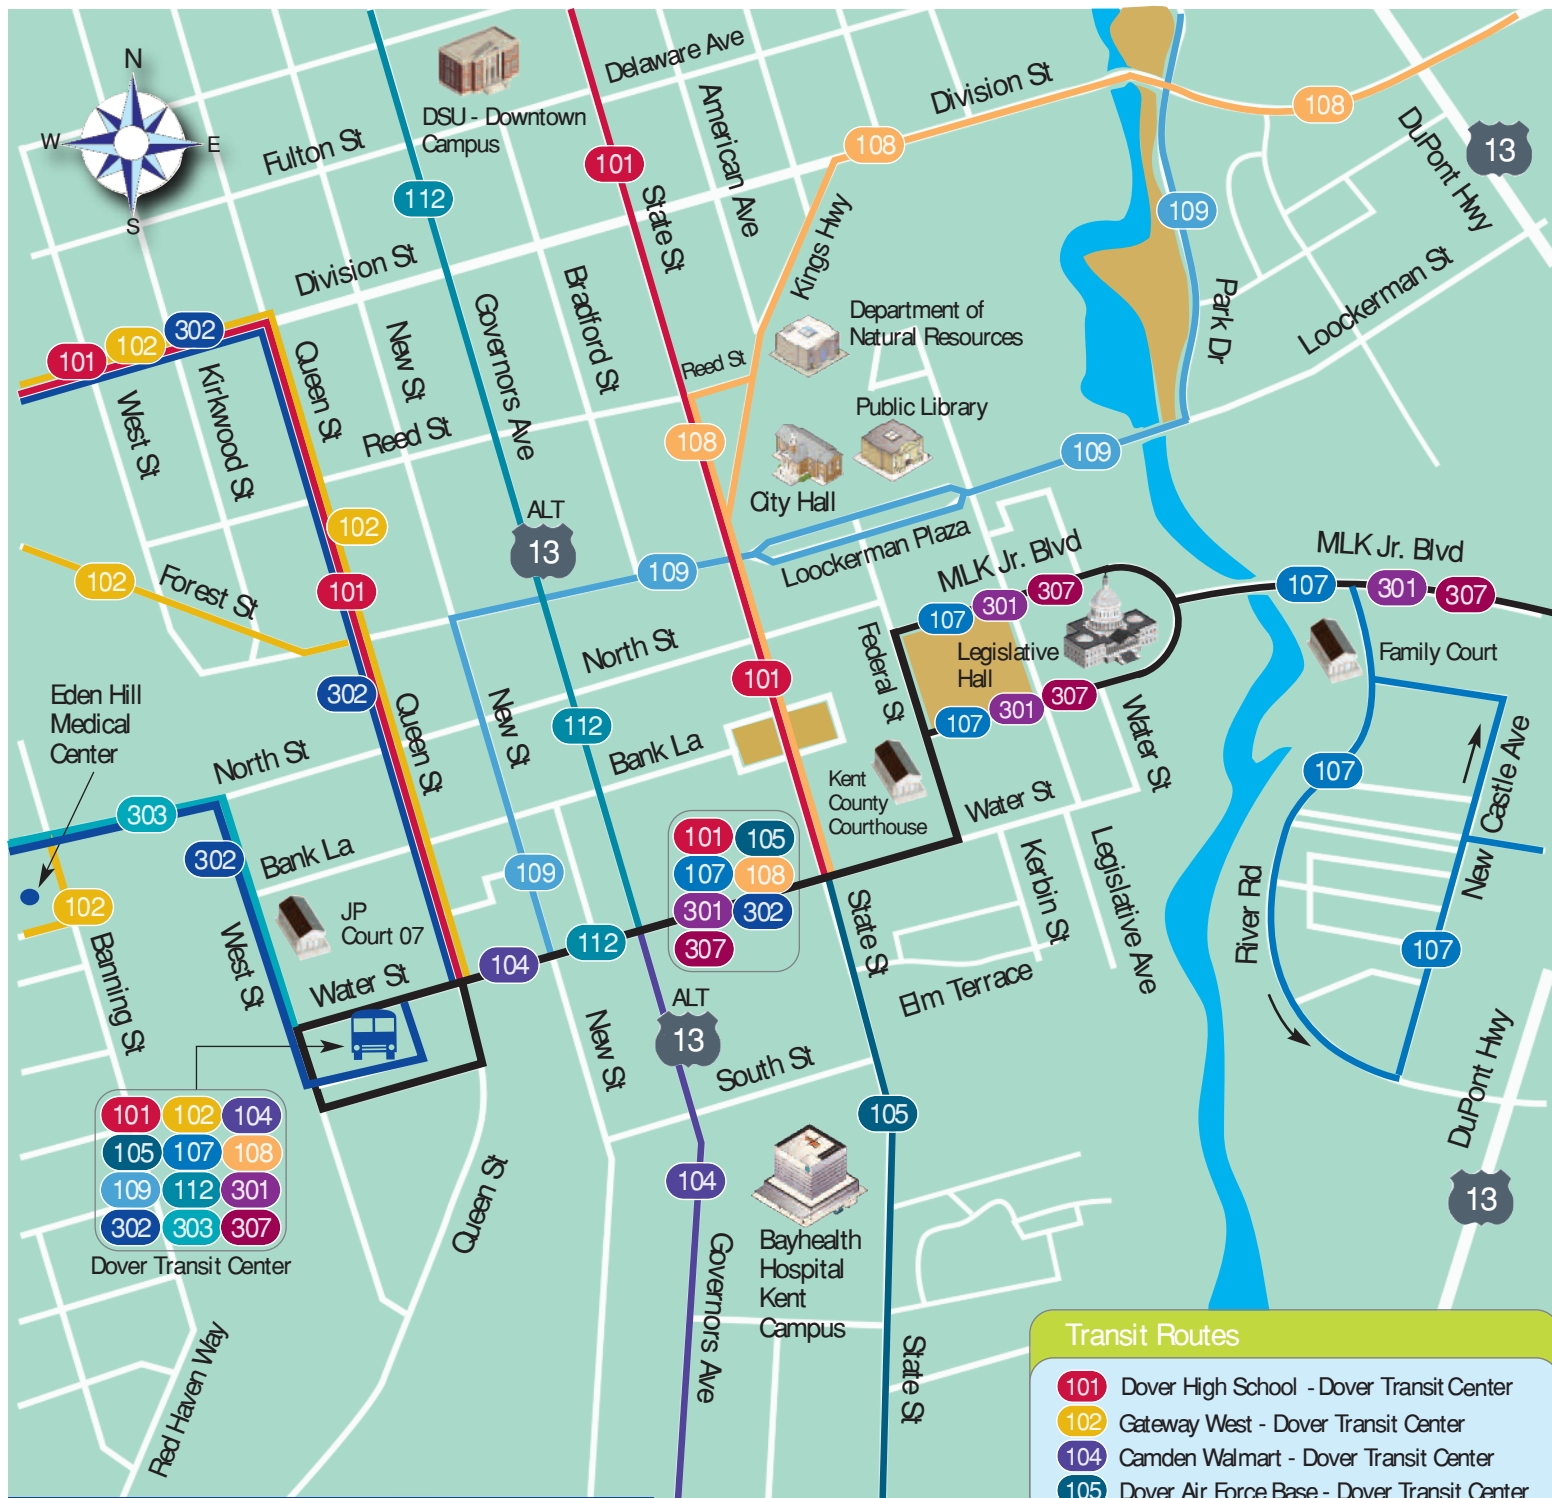 N
W
E
S
DSU - Downtown
Campus
Delaware Ave
American Ave
Division St
108
108
DuPont Hwy
13
Fulton St
112
101
State St
108
Kings Hwy
109
Park Dr
Loockerman St
Division St
101
102
302
Queen St
New St
Governors Ave
Bradford St
Reed St
Department of
Natural Resources
Public Library
City Hall
West St
Kirkwood St
Reed St
108
109
ALT
13
102
102
Forest St
101
109
Loockerman Plaza
MLK Jr. Blvd
MLK Jr. Blvd
107
301
307
107
301
307
Legislative
Hall
107
301
307
Federal St
Family Court
North St
101
302
Queen St
New St
112
Bank La
Water St
Eden Hill
Medical
Center
North St
303
302
Bank La
Kent
County
Courthouse
Water St
107
New Castle Ave
101
105
107
108
301
302
307
109
102
JP
Court 07
Banning St
West St
Water St
104
112
State St
Kerbin St
Legislative Ave
River Rd
107
Elm Terrace
New St
ALT
13
South St
105
DuPont Hwy
13
101
102
104
105
107
108
109
112
301
302
303
307
Dover Transit Center
Queen St
104
Governors Ave
Bayhealth
Hospital
Kent
Campus
State St
Red Haven Way
Transit Routes
101 Dover High School - Dover Transit Center
102 Gateway West - Dover Transit Center
104 Camden Walmart - Dover Transit Center
105 Dover Air Force Base - Dover Transit Center